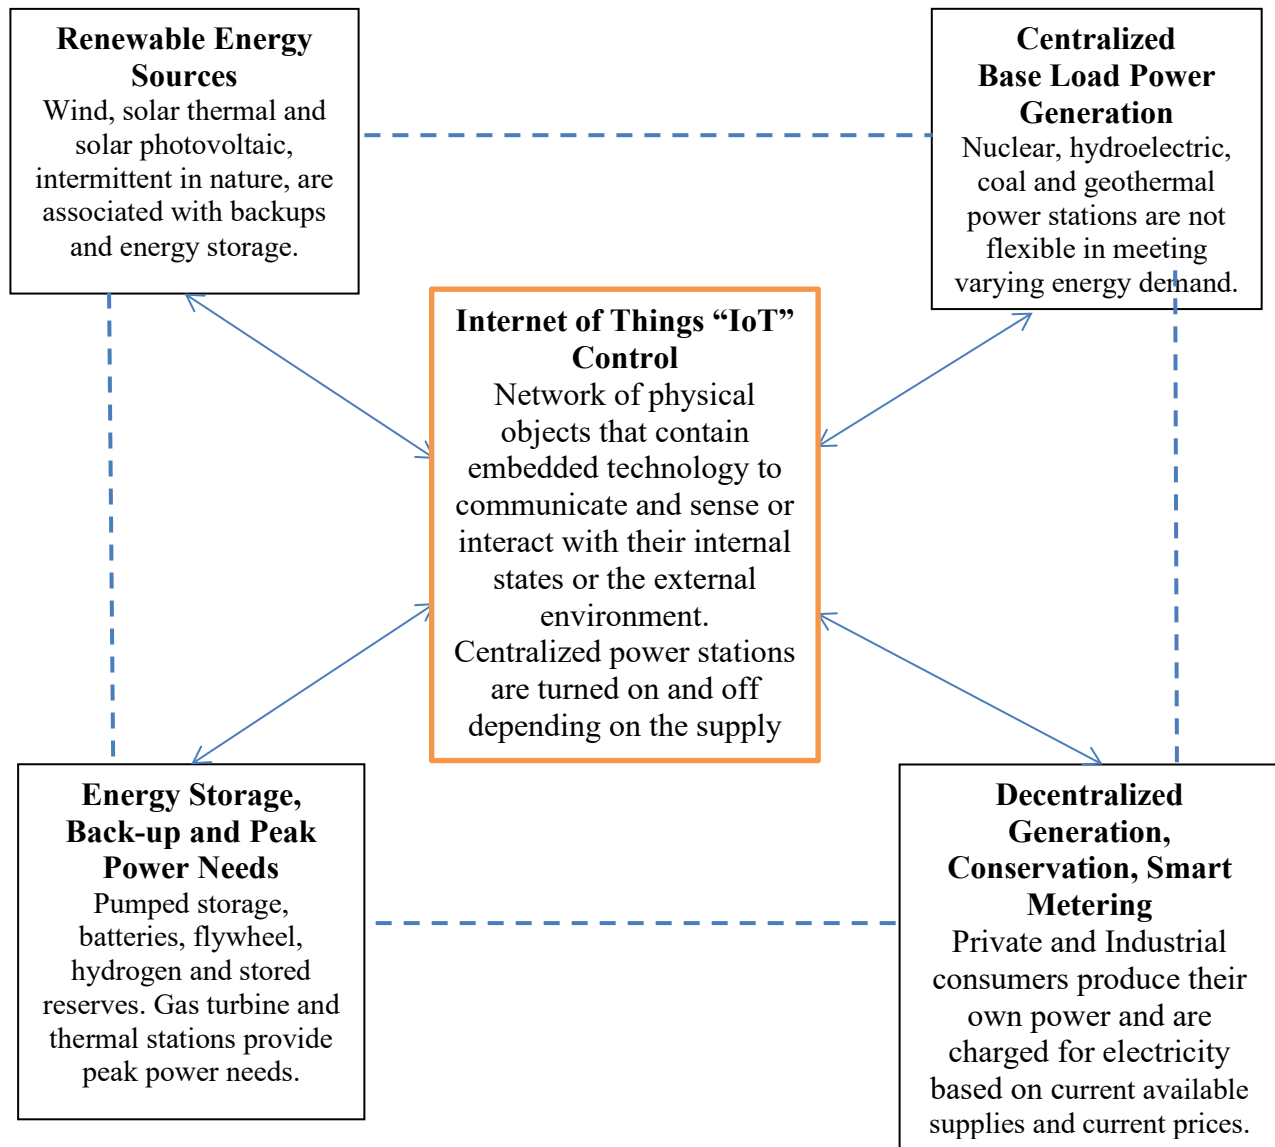 Renewable Energy
Sources
Wind, solar thermal and
solar photovoltaic,
intermittent in nature, are
associated with backups
and energy storage.
Centralized
Base Load Power
Generation
Nuclear, hydroelectric,
coal and geothermal
power stations are not
flexible in meeting
varying energy demand.
Internet of Things “IoT”
Control
Network of physical
objects that contain
embedded technology to
communicate and sense or
interact with their internal
states or the external
environment.
Centralized power stations
are turned on and off
depending on the supply
Energy Storage,
Back-up and Peak
Power Needs
Pumped storage,
batteries, flywheel,
hydrogen and stored
reserves. Gas turbine and
thermal stations provide
peak power needs.
Decentralized
Generation,
Conservation, Smart
Metering
Private and Industrial
consumers produce their
own power and are
charged for electricity
based on current available
supplies and current prices.